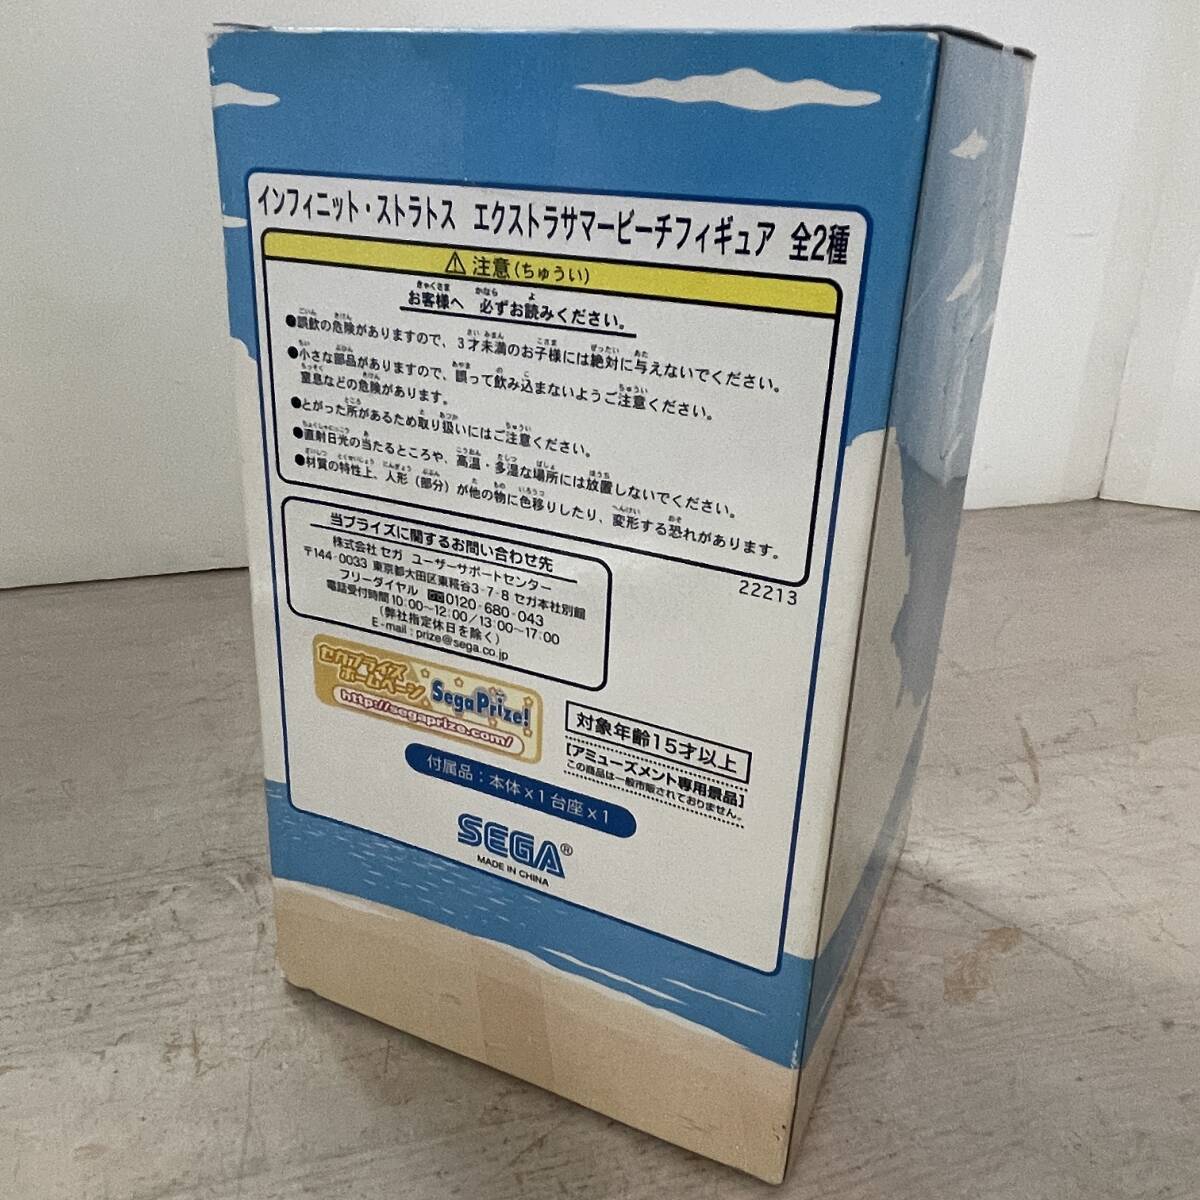 インフィニット・ストラトス エクストラサマービーチフィギュア 全2種
⚠ 注意(ちゅうい)
お客様へ 必ずお読みください。
●誤飲の危険がありますので、3才未満のお子様には絶対に与えないでください。
●小さな部品がありますので、誤って飲み込まないようご注意ください。
窒息などの危険があります。
●とがった所があるため取り扱いにはご注意ください。
●直射日光の当たるところや、高温・多湿な場所には放置しないでください。
●材質の特性上、人形(部分)が他の物に色移りしたり、変形する恐れがあります。
22213
当プライズに関するお問い合わせ先
株式会社 セガ ユーザーサポートセンター
〒144-0033 東京都大田区東糀谷3-7-8 セガ本社別館
フリーダイヤル 0120-680-043
電話受付時間 10:00〜12:00/13:00〜17:00
(弊社指定休日を除く)
E-mail : prize@sega.co.jp
セガプライズ
ホームページ
SegaPrize!
http://segaprize.com/
対象年齢15才以上
[アミューズメント専用景品]
この商品は一般市販されておりません。
付属品：本体x1 台座x1
SEGA®
MADE IN CHINA